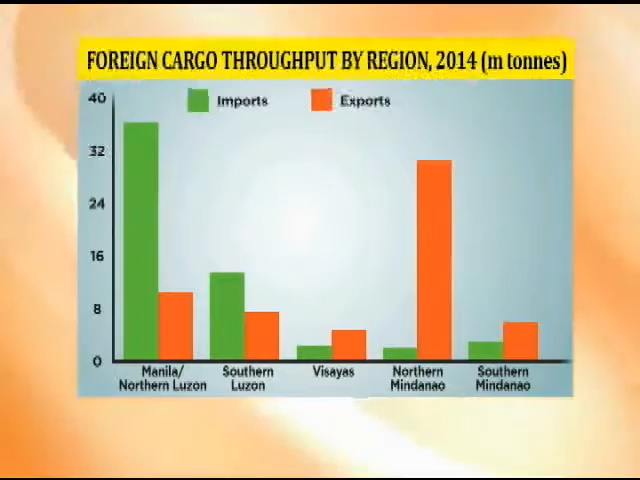 FOREIGN CARGO THROUGHPUT BY REGION, 2014 (m tonnes)
Imports Exports
40
32
24
16
8
0
Manila/ Southern Visayas Northern Southern
Northern Luzon Luzon Mindanao Mindanao